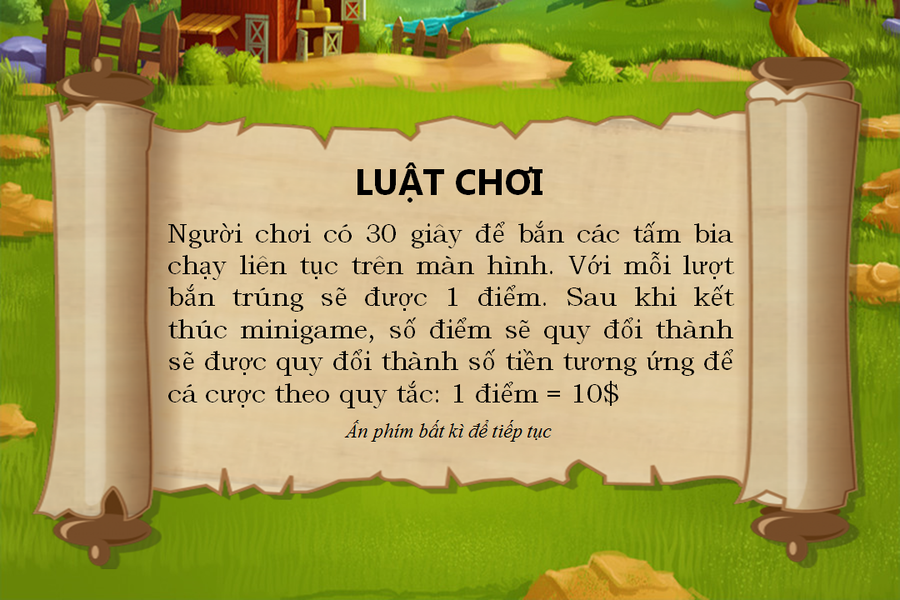 LUẬT CHƠI
Người chơi có 30 giây để bắn các tấm bia
chạy liên tục trên màn hình. Với mỗi lượt
bắn trúng sẽ được 1 điểm. Sau khi kết
thúc minigame, số điểm sẽ quy đổi thành
sẽ được quy đổi thành số tiền tương ứng để
cá cược theo quy tắc: 1 điểm = 10$
Ấn phím bất kì để tiếp tục